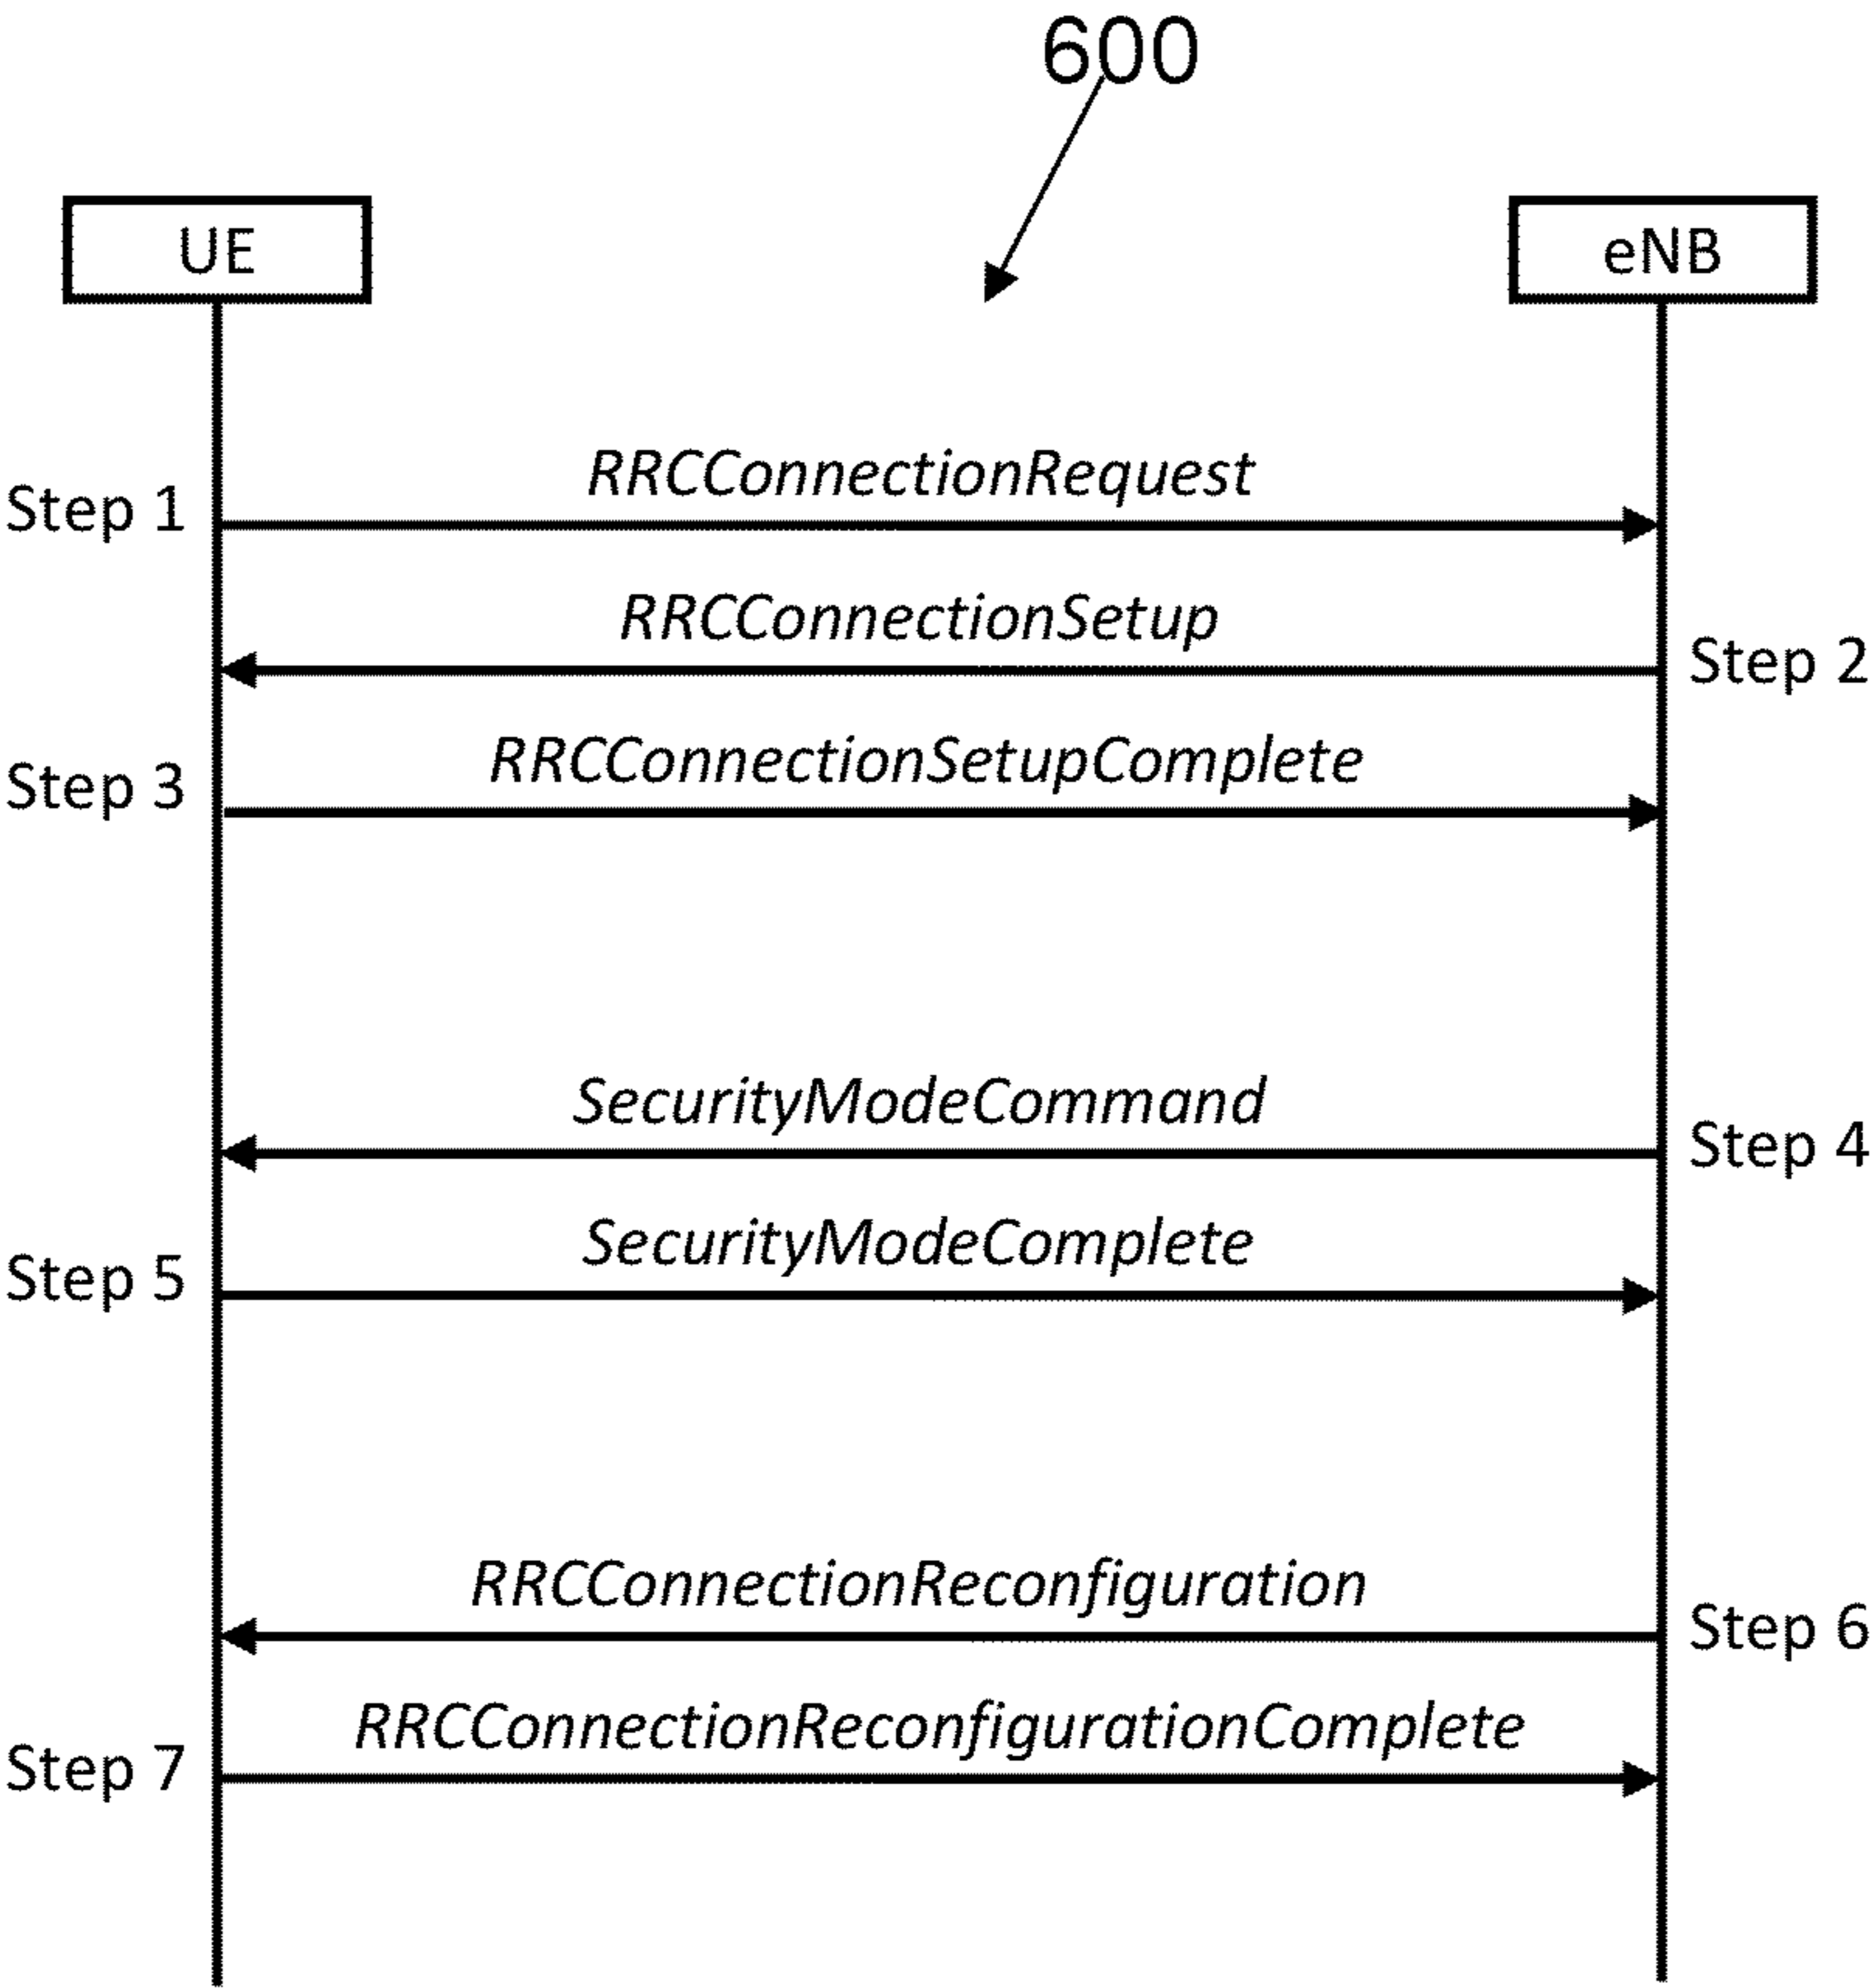 600
UE
eNB
RRCConnectionRequest
Step 1
RRCConnectionSetup
Step 2
RRCConnectionSetupComplete
Step 3
SecurityModeCommand
Step 4
SecurityModeComplete
Step 5
RRCConnectionReconfiguration
Step 6
RRCConnectionReconfigurationComplete
Step 7